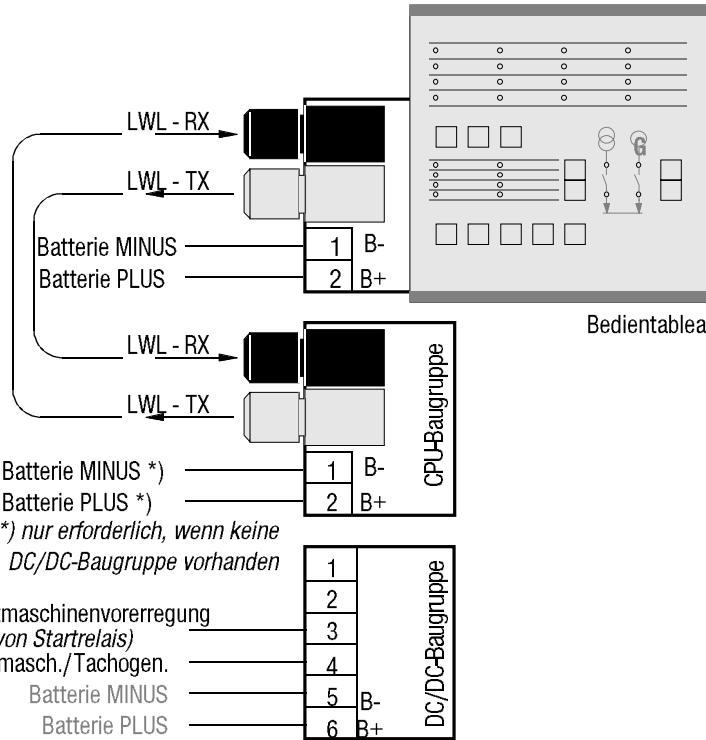 G
LWL - RX
LWL - TX
Batterie MINUS 1 B-
Batterie PLUS 2 B+
Bedientablea
LWL - RX
LWL - TX
CPU-Baugruppe
Batterie MINUS *) 1 B-
Batterie PLUS *) 2 B+
*) nur erforderlich, wenn keine
DC/DC-Baugruppe vorhanden
DC/DC-Baugruppe
1
2
tmaschinenvorerregung
von Startrelais) 3
masch./Tachogen. 4
Batterie MINUS 5 B-
Batterie PLUS 6 B+